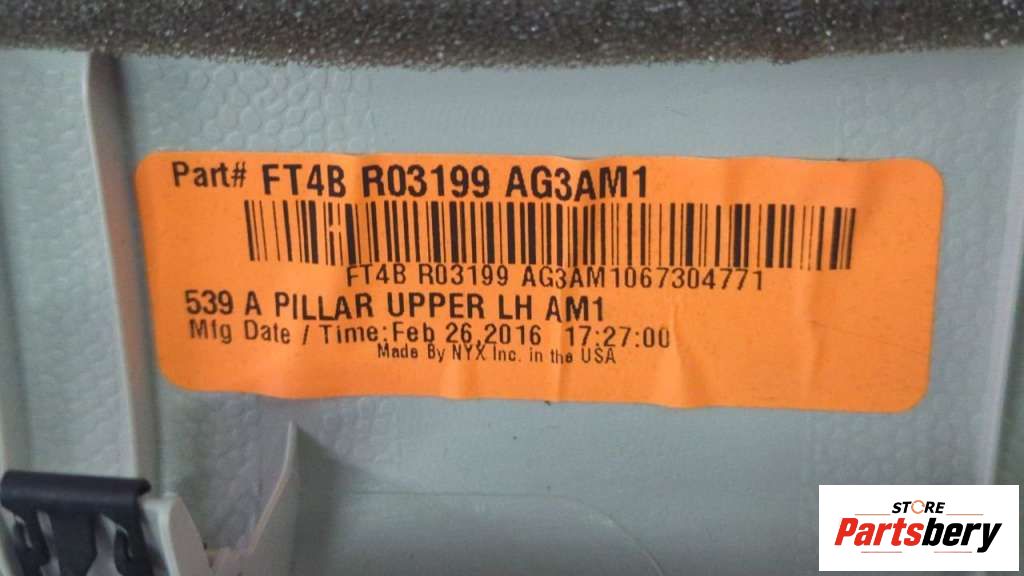 Part# FT4B R03199 AG3AM1
FT4B R03199 AG3AM1067304771
539 A PILLAR UPPER LH AM1
Mfg Date / Time:Feb 26,2016 17:27:00
Made By NYX Inc. in the USA
STORE
Partsbery